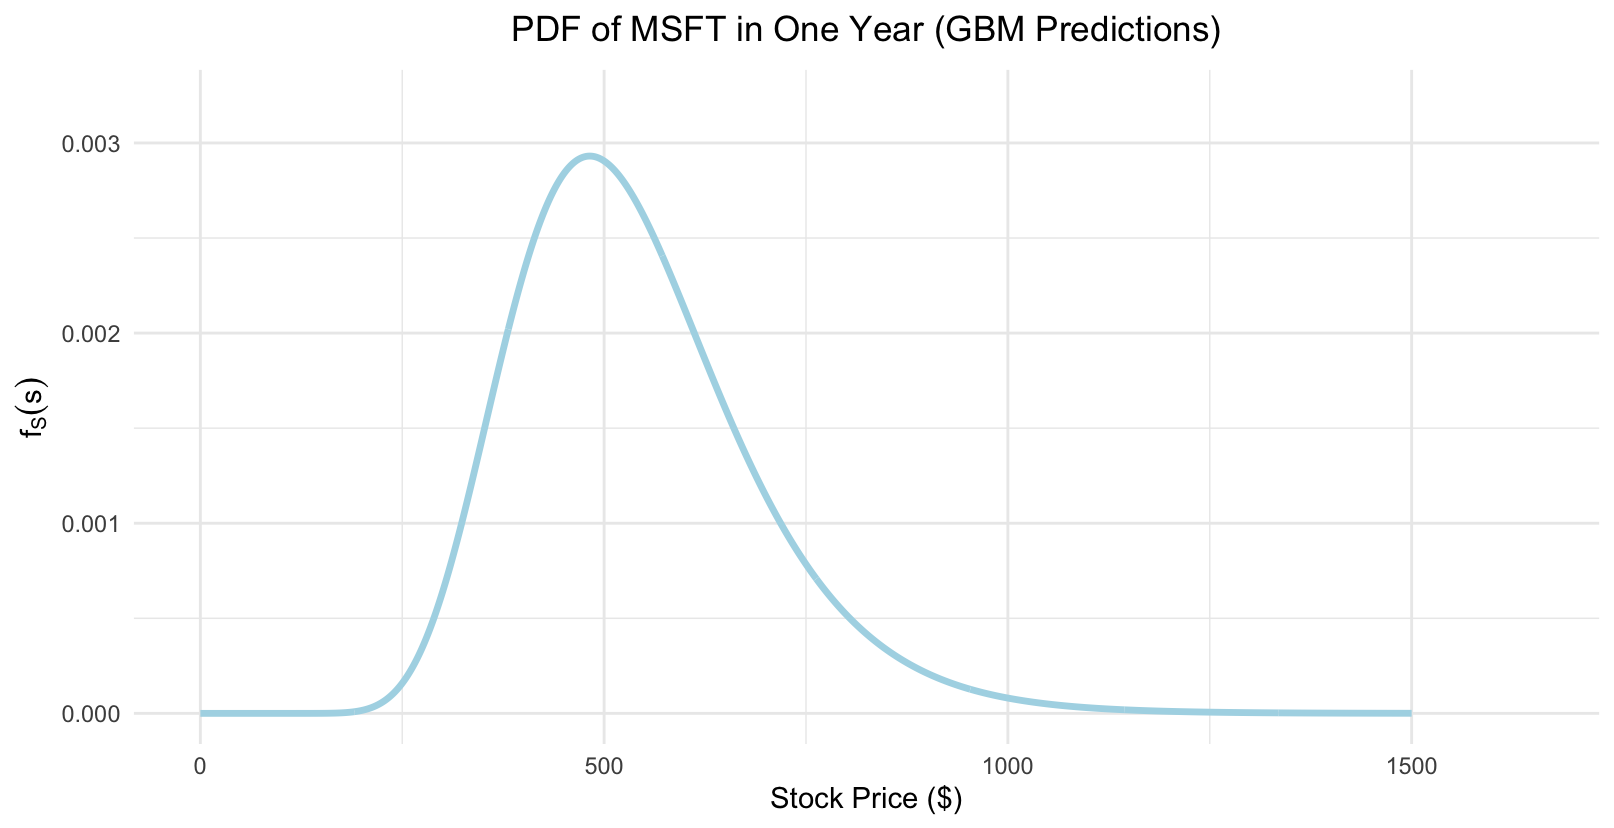 PDF of MSFT in One Year (GBM Predictions)
0.003
0.002
0.001
0.000
fS(s)
0
500
1000
1500
Stock Price ($)